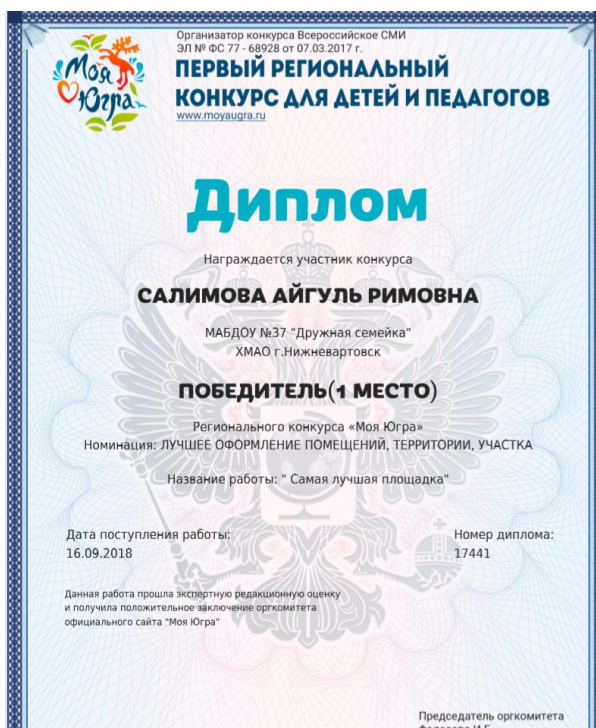 Организатор конкурса Всероссийское СМИ
ЭЛ № ФС 77 - 68928 от 07.03.2017 г.
Моя
Югра
ПЕРВЫЙ РЕГИОНАЛЬНЫЙ
КОНКУРС ДЛЯ ДЕТЕЙ И ПЕДАГОГОВ
www.moyaugra.ru
Диплом
Награждается участник конкурса
САЛИМОВА АЙГУЛЬ РИМОВНА
МАБДОУ №37 "Дружная семейка"
ХМАО г.Нижневартовск
ПОБЕДИТЕЛЬ(1 МЕСТО)
Регионального конкурса «Моя Югра»
Номинация: ЛУЧШЕЕ ОФОРМЛЕНИЕ ПОМЕЩЕНИЙ, ТЕРРИТОРИИ, УЧАСТКА
Название работы: " Самая лучшая площадка"
Дата поступления работы:
16.09.2018
Номер диплома:
17441
Данная работа прошла экспертную редакционную оценку
и получила положительное заключение оргкомитета
официального сайта "Моя Югра"
Председатель оргкомитета